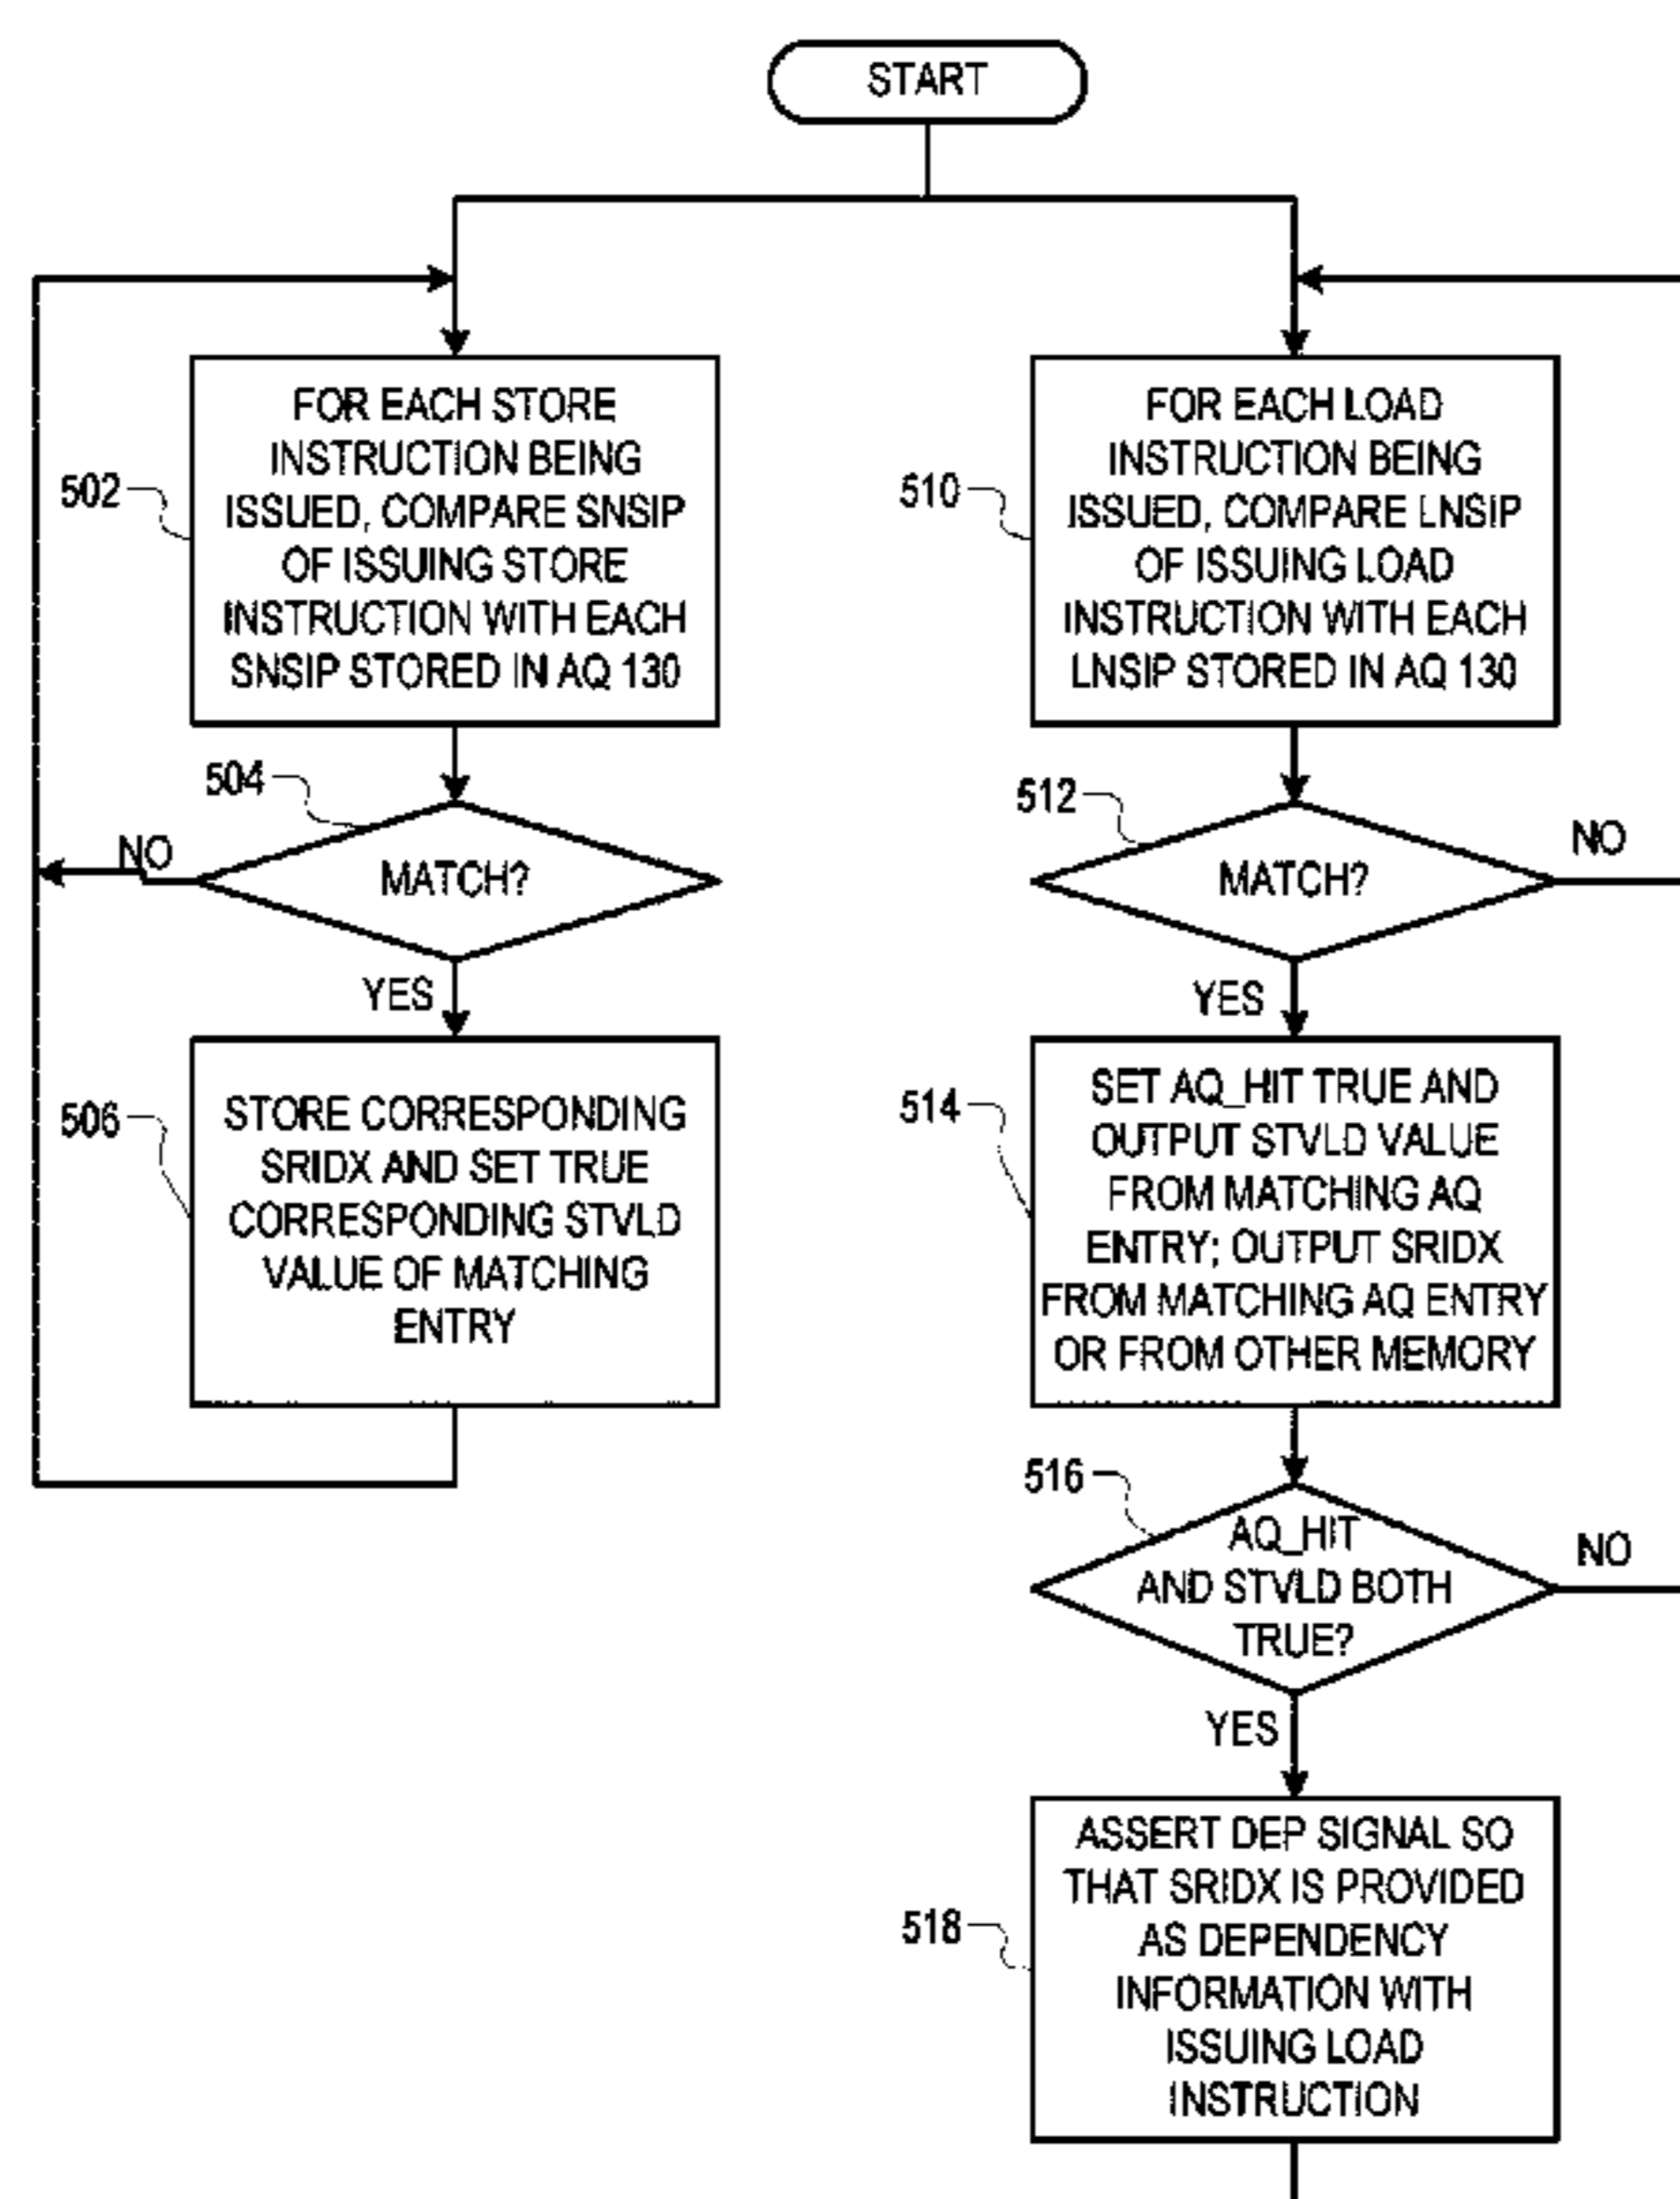 START
FOR EACH STORE
INSTRUCTION BEING
ISSUED, COMPARE SNSIP
OF ISSUING STORE
INSTRUCTION WITH EACH
SNSIP STORED IN AQ 130
502
504
MATCH?
NO
YES
506
STORE CORRESPONDING
SRIDX AND SET TRUE
CORRESPONDING STVLD
VALUE OF MATCHING
ENTRY
FOR EACH LOAD
INSTRUCTION BEING
ISSUED, COMPARE LNSIP
OF ISSUING LOAD
INSTRUCTION WITH EACH
LNSIP STORED IN AQ 130
510
512
MATCH?
NO
YES
514
SET AQ_HIT TRUE AND
OUTPUT STVLD VALUE
FROM MATCHING AQ
ENTRY; OUTPUT SRIDX
FROM MATCHING AQ ENTRY
OR FROM OTHER MEMORY
516
AQ_HIT
AND STVLD BOTH
TRUE?
NO
YES
518
ASSERT DEP SIGNAL SO
THAT SRIDX IS PROVIDED
AS DEPENDENCY
INFORMATION WITH
ISSUING LOAD
INSTRUCTION